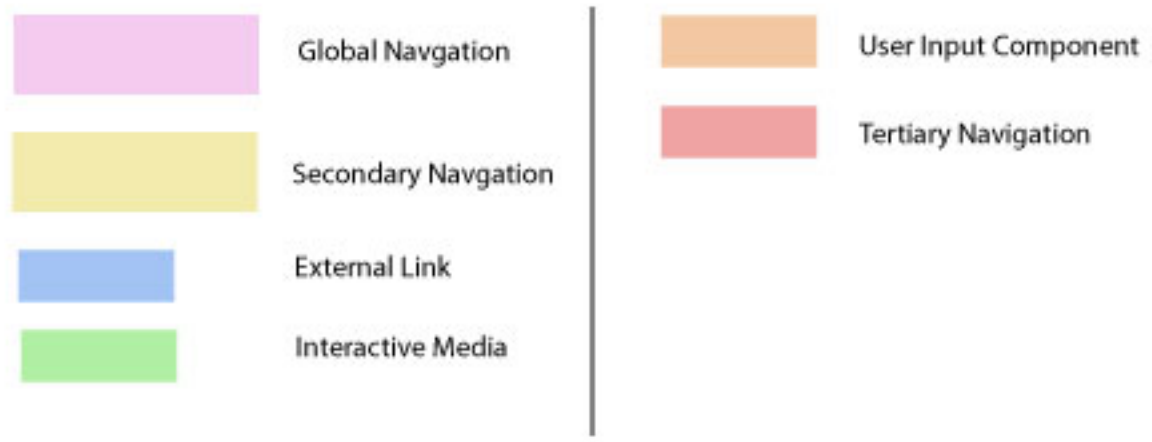 Global Navgation
Secondary Navgation
External Link
Interactive Media
User Input Component
Tertiary Navigation